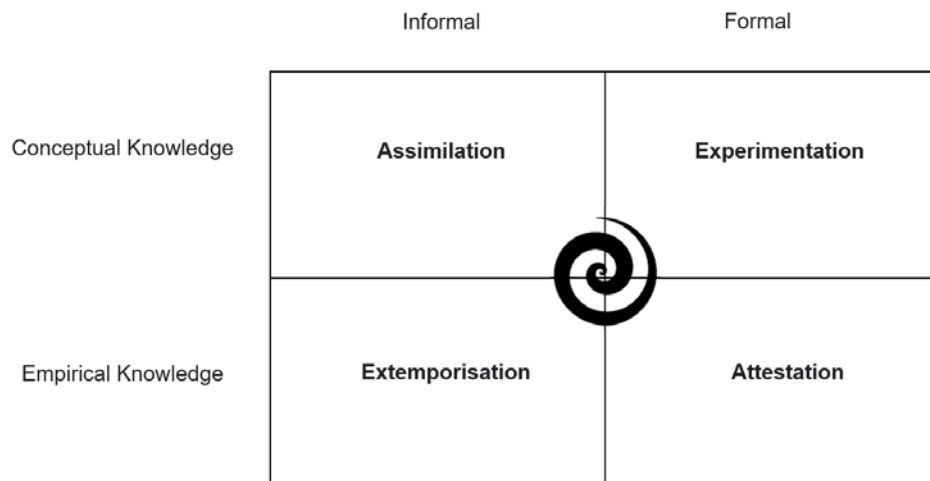 Informal Formal
Conceptual Knowledge Assimilation Experimentation
Empirical Knowledge Extemporisation Attestation